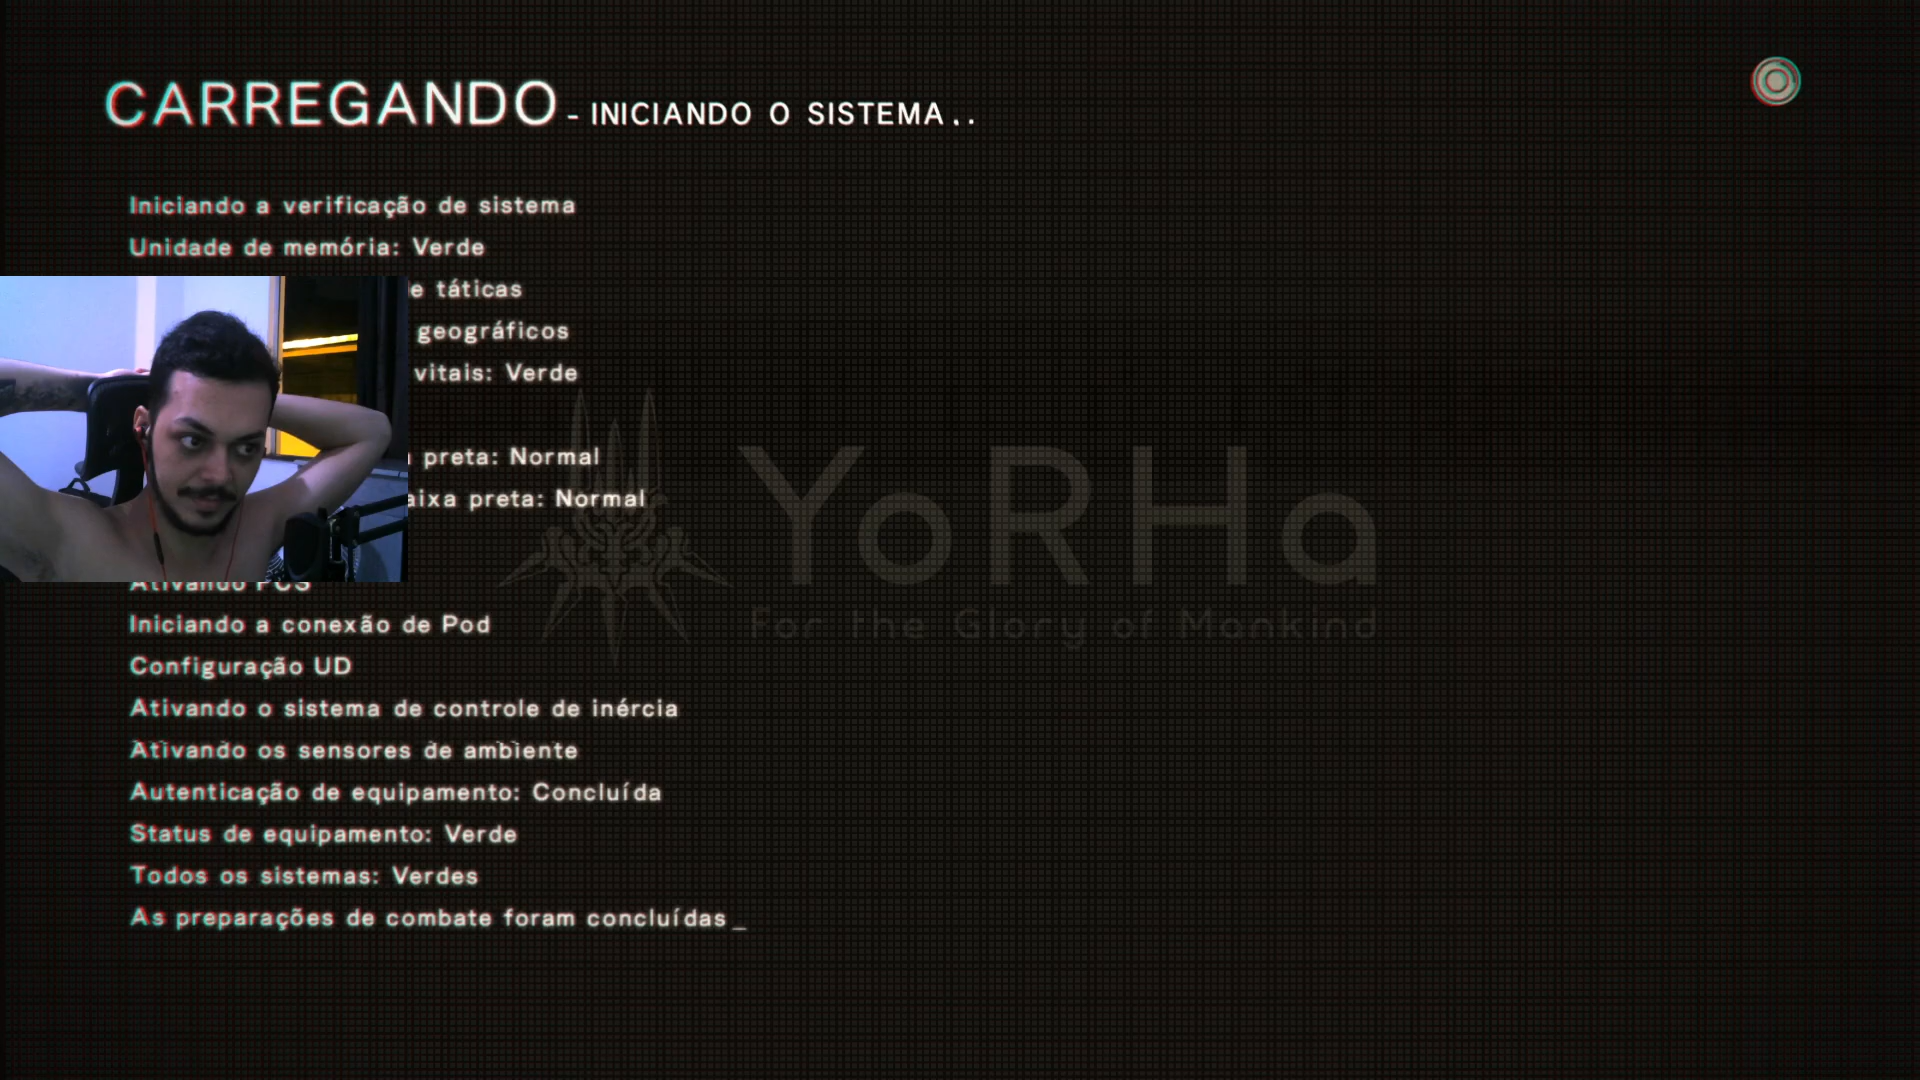 CARREGANDO - INICIANDO O SISTEMA..
Iniciando a verificação de sistema
Unidade de memória: Verde
e táticas
geográficos
vitais: Verde
preta: Normal
aixa preta: Normal
Ativando FCS
Iniciando a conexão de Pod
Configuração UD
Ativando o sistema de controle de inércia
Ativando os sensores de ambiente
Autenticação de equipamento: Concluída
Status de equipamento: Verde
Todos os sistemas: Verdes
As preparações de combate foram concluídas _
YoRHa
For the Glory of Mankind